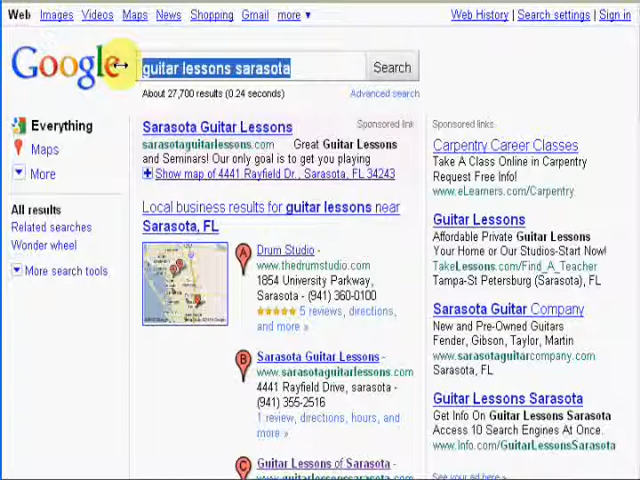 Web Images Videos Maps News Shopping Gmail more ▼
Web History | Search settings | Sign in
Google
guitar lessons sarasota
Search
About 27,700 results (0.24 seconds)
Advanced search
Everything
Maps
More
All results
Related searches
Wonder wheel
More search tools
Sarasota Guitar Lessons
Sponsored link
sarasotaguitarlessons.com Great Guitar Lessons
and Seminars! Our only goal is to get you playing
Show map of 4441 Rayfield Dr., Sarasota, FL 34243
Local business results for guitar lessons near
Sarasota, FL
A
Drum Studio -
www.thedrumstudio.com
1854 University Parkway,
Sarasota - (941) 360-0100
5 reviews, directions,
and more »
B
Sarasota Guitar Lessons -
www.sarasotaguitarlessons.com
4441 Rayfield Drive, sarasota -
(941) 355-2516
1 review, directions, hours, and
more »
C
Guitar Lessons of Sarasota -
Sponsored links
Carpentry Career Classes
Take A Class Online in Carpentry
Request Free Info!
www.eLearners.com/Carpentry
Guitar Lessons
Affordable Private Guitar Lessons
Your Home or Our Studios-Start Now!
TakeLessons.com/Find_A_Teacher
Tampa-St Petersburg (Sarasota), FL
Sarasota Guitar Company
New and Pre-Owned Guitars
Fender, Gibson, Taylor, Martin
www.sarasotaguitarcompany.com
Sarasota, FL
Guitar Lessons Sarasota
Get Info On Guitar Lessons Sarasota
Access 10 Search Engines At Once.
www.Info.com/GuitarLessonsSarasota
See your ad here »